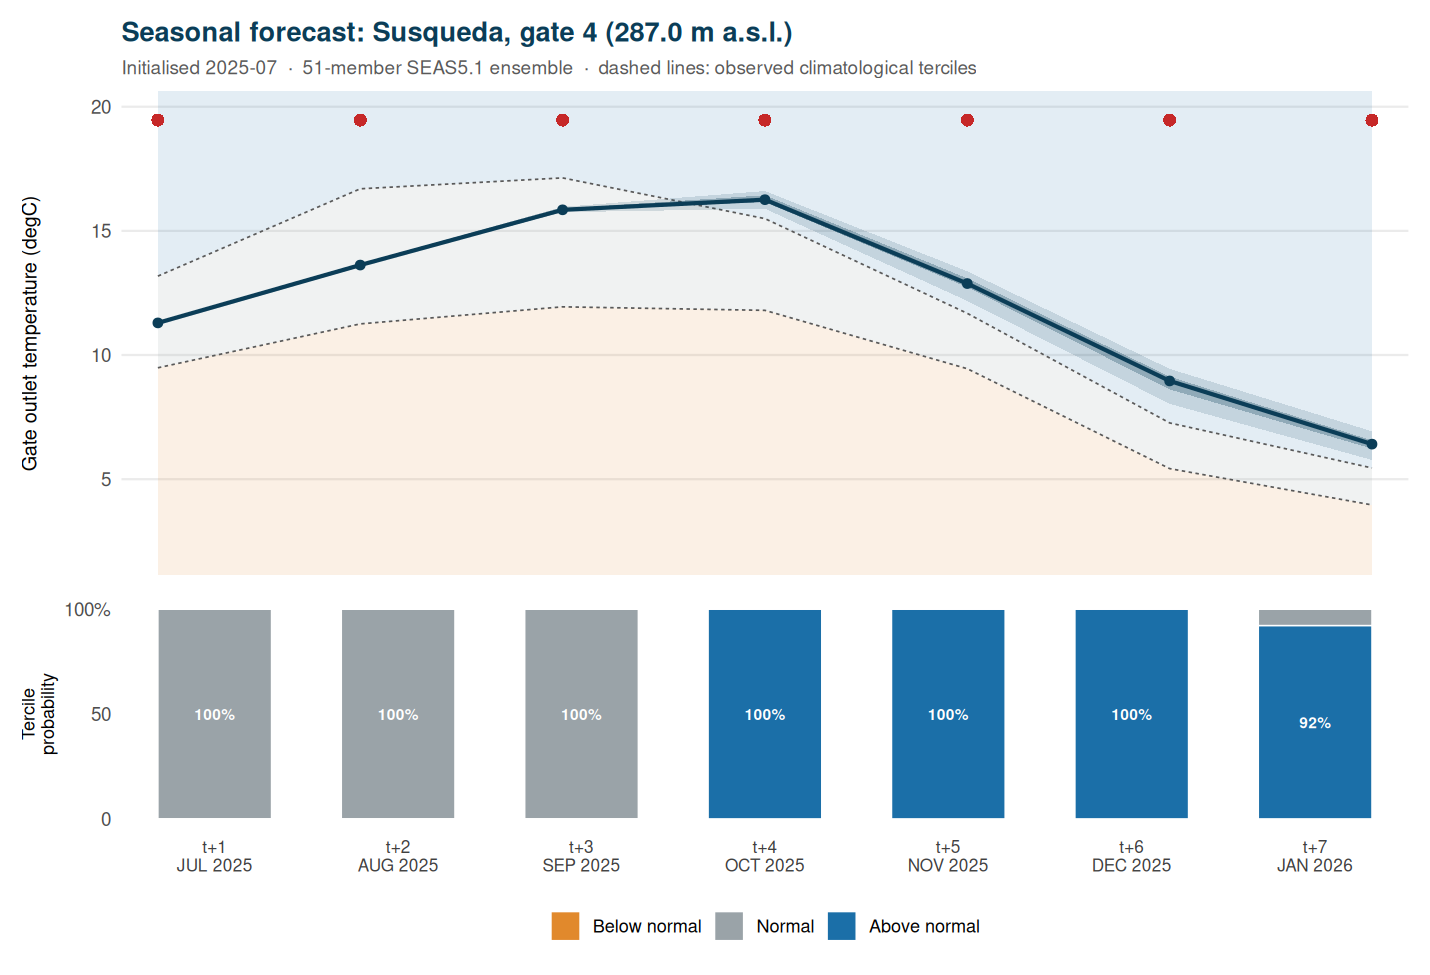 Seasonal forecast: Susqueda, gate 4 (287.0 m a.s.l.)
Initialised 2025-07 · 51-member SEAS5.1 ensemble · dashed lines: observed climatological terciles
Gate outlet temperature (degC)
20
15
10
5
Tercile
probability
100%
50
0
100%
100%
100%
100%
100%
100%
92%
t+1
JUL 2025
t+2
AUG 2025
t+3
SEP 2025
t+4
OCT 2025
t+5
NOV 2025
t+6
DEC 2025
t+7
JAN 2026
Below normal
Normal
Above normal